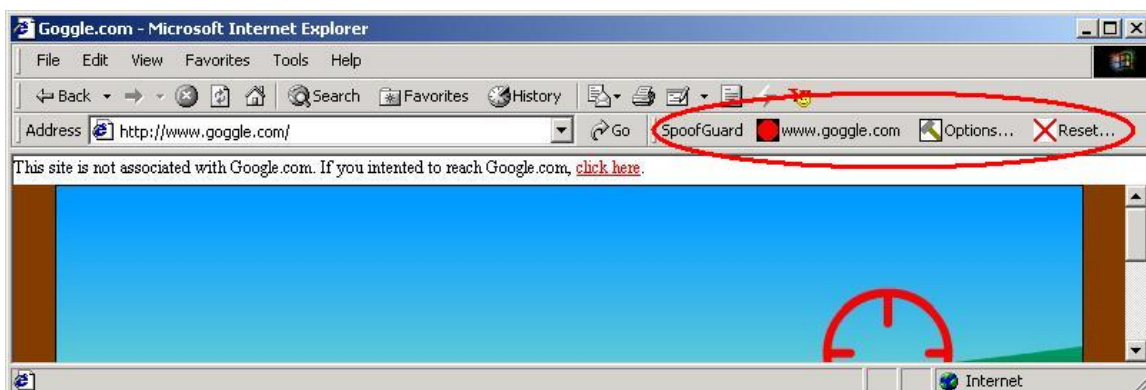 Goggle.com - Microsoft Internet Explorer
File Edit View Favorites Tools Help
Back Search Favorites History
Address http://www.goggle.com/ Go SpoofGuard www.goggle.com Options... Reset...
This site is not associated with Google.com. If you intented to reach Google.com, click here.
Internet